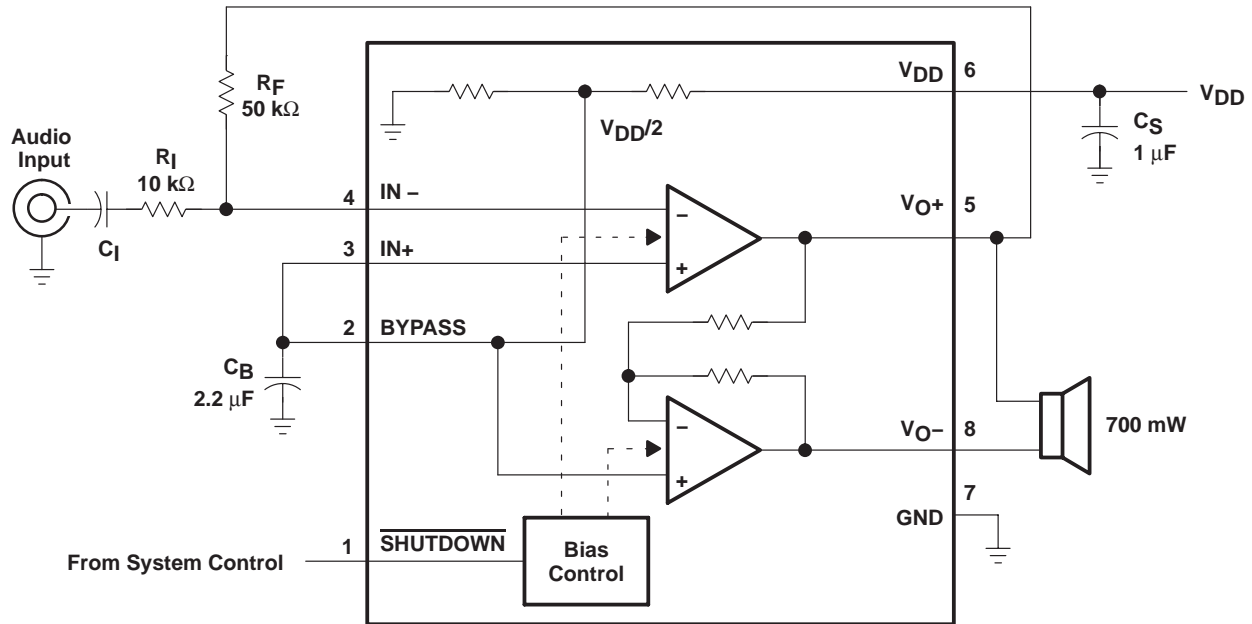 VDD 6
RF
50 kΩ
VDD/2
VDD
CS
1 µF
Audio
Input
RI
10 kΩ
CI
4 IN –
–
+
VO+ 5
3 IN+
2 BYPASS
CB
2.2 µF
–
+
VO– 8
700 mW
7
GND
From System Control
1 SHUTDOWN
Bias
Control